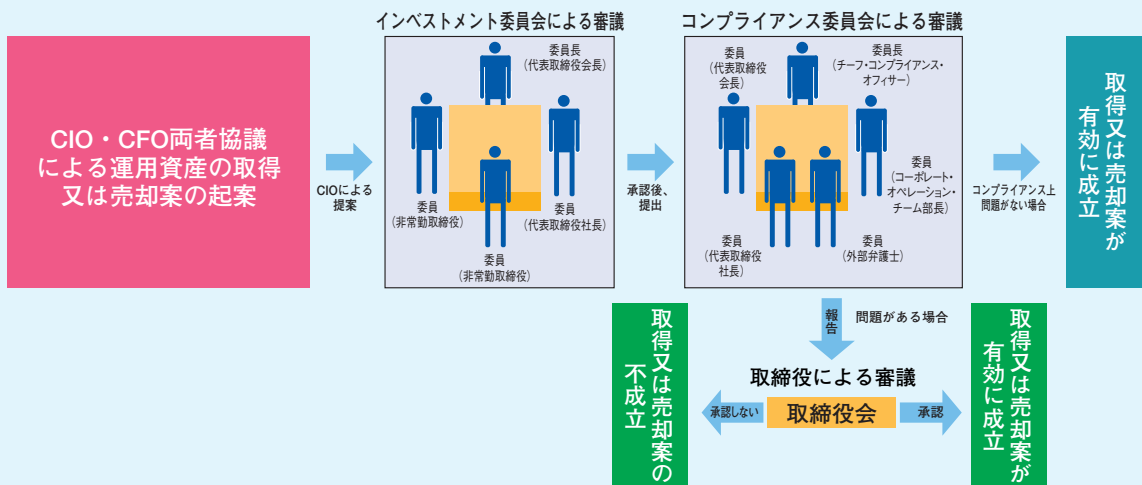 インベストメント委員会による審議
コンプライアンス委員会による審議
CIO・CFO両者協議
による運用資産の取得
又は売却案の起案
CIOによる
提案
委員長
（代表取締役会長）
委員
（非常勤取締役）
委員
（代表取締役社長）
委員
（非常勤取締役）
承認後、
提出
委員
（代表取締役
会長）
委員長
（チーフ・コンプライアンス・
オフィサー）
委員
（コーポレート・
オペレーション・
チーム部長）
委員
（代表取締役
社長）
委員
（外部弁護士）
コンプライアンス上
問題がない場合
取得又は売却案が
有効に成立
報告
問題がある場合
取締役による審議
取締役会
承認しない
承認
取得又は売却案の
不成立
取得又は売却案が
有効に成立